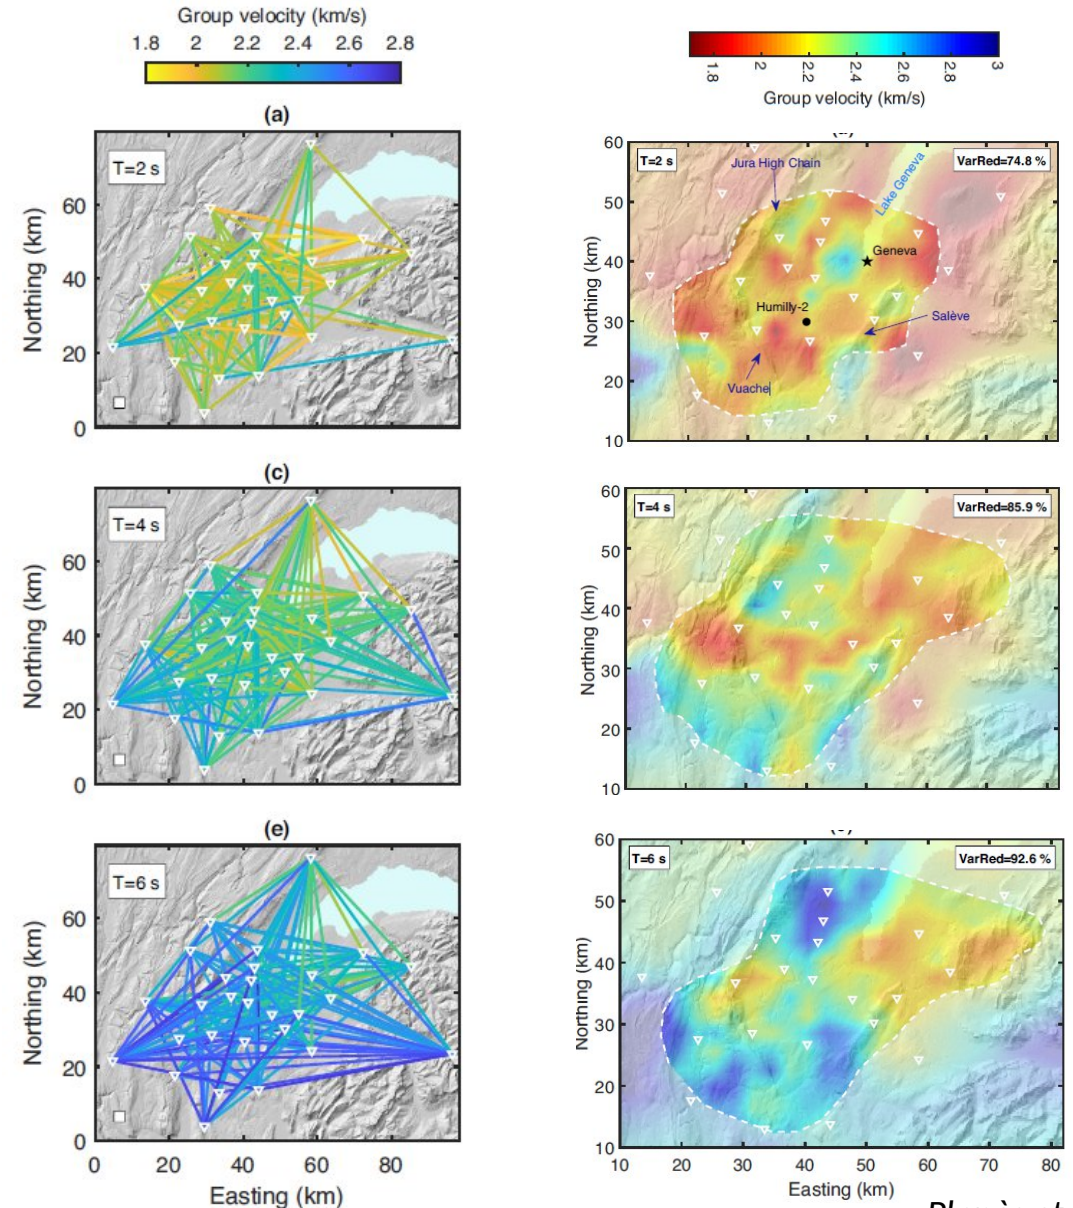 Group velocity (km/s)
1.8 2 2.2 2.4 2.6 2.8
(a)
T=2 s
Northing (km)
60
40
20
0
(c)
T=4 s
Northing (km)
60
40
20
0
(e)
T=6 s
Northing (km)
60
40
20
0
0 20 40 60 80
Easting (km)
1.8 2 2.2 2.4 2.6 2.8 3
Group velocity (km/s)
T=2 s
VarRed=74.8 %
Jura High Chain
Lake Geneva
Geneva
Humilly-2
Salève
Vuache
Northing (km)
60
50
40
30
20
10
T=4 s
VarRed=85.9 %
Northing (km)
60
50
40
30
20
10
T=6 s
VarRed=92.6 %
Northing (km)
60
50
40
30
20
10
10 20 30 40 50 60 70 80
Easting (km)